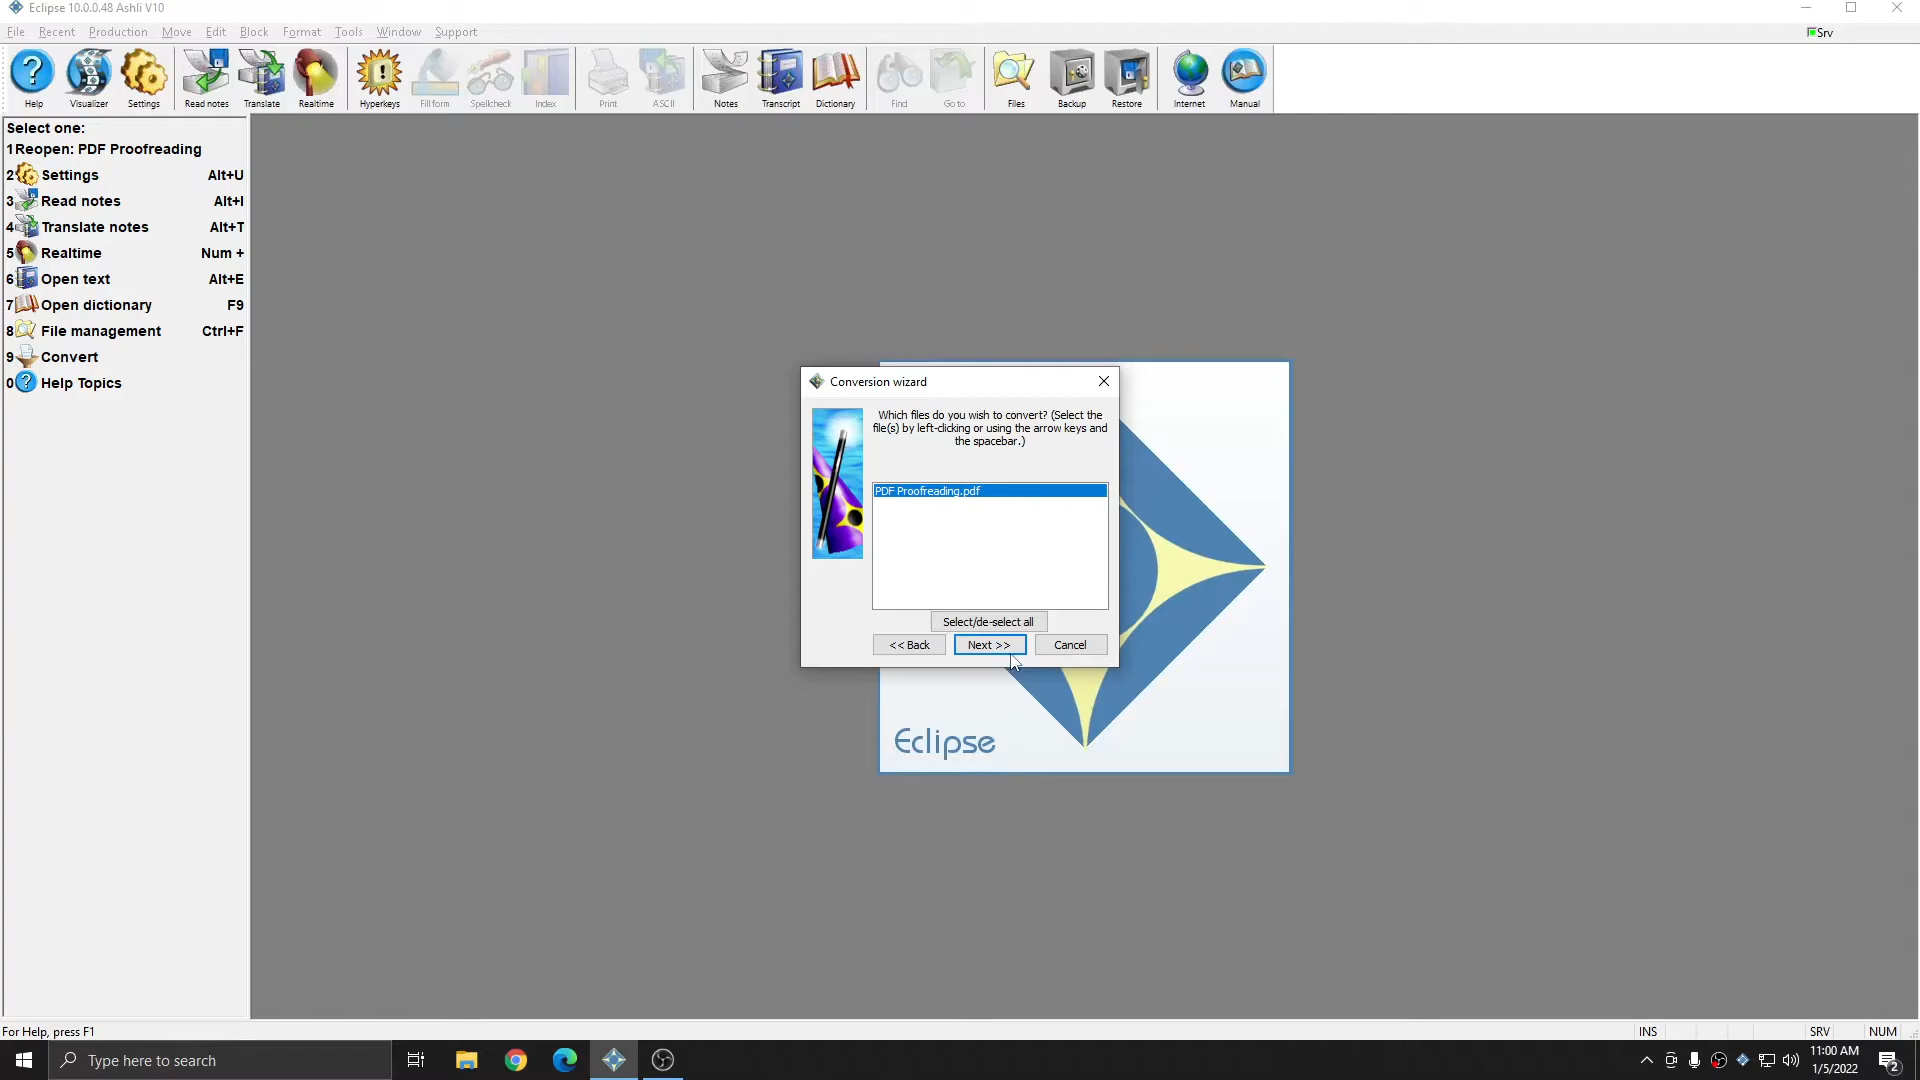 Eclipse 10.0.0.48 Ashli V10
File Recent Production Move Edit Block Format Tools Window Support
Srv
Help Visualizer Settings Read notes Translate Realtime Hyperkeys Fill form Spellcheck Index Print ASCII Notes Transcript Dictionary Find Go to Files Backup Restore Internet Manual
Select one:
1Reopen: PDF Proofreading
2 Settings Alt+U
3 Read notes Alt+I
4 Translate notes Alt+T
5 Realtime Num +
6 Open text Alt+E
7 Open dictionary F9
8 File management Ctrl+F
9 Convert
0 Help Topics
Conversion wizard
Which files do you wish to convert? (Select the
file(s) by left-clicking or using the arrow keys and
the spacebar.)
PDF Proofreading.pdf
Select/de-select all
<< Back Next >> Cancel
Eclipse
For Help, press F1
INS SRV NUM
Type here to search
11:00 AM
1/5/2022
2